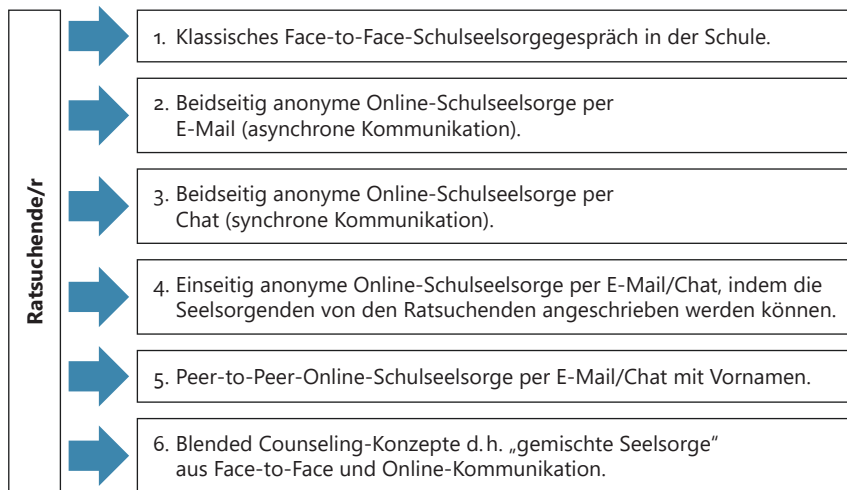 Ratsuchende/r
1. Klassisches Face-to-Face-Schulseelsorgegespräch in der Schule.
2. Beidseitig anonyme Online-Schulseelsorge per
E-Mail (asynchrone Kommunikation).
3. Beidseitig anonyme Online-Schulseelsorge per
Chat (synchrone Kommunikation).
4. Einseitig anonyme Online-Schulseelsorge per E-Mail/Chat, indem die
Seelsorgenden von den Ratsuchenden angeschrieben werden können.
5. Peer-to-Peer-Online-Schulseelsorge per E-Mail/Chat mit Vornamen.
6. Blended Counseling-Konzepte d. h. „gemischte Seelsorge“
aus Face-to-Face und Online-Kommunikation.